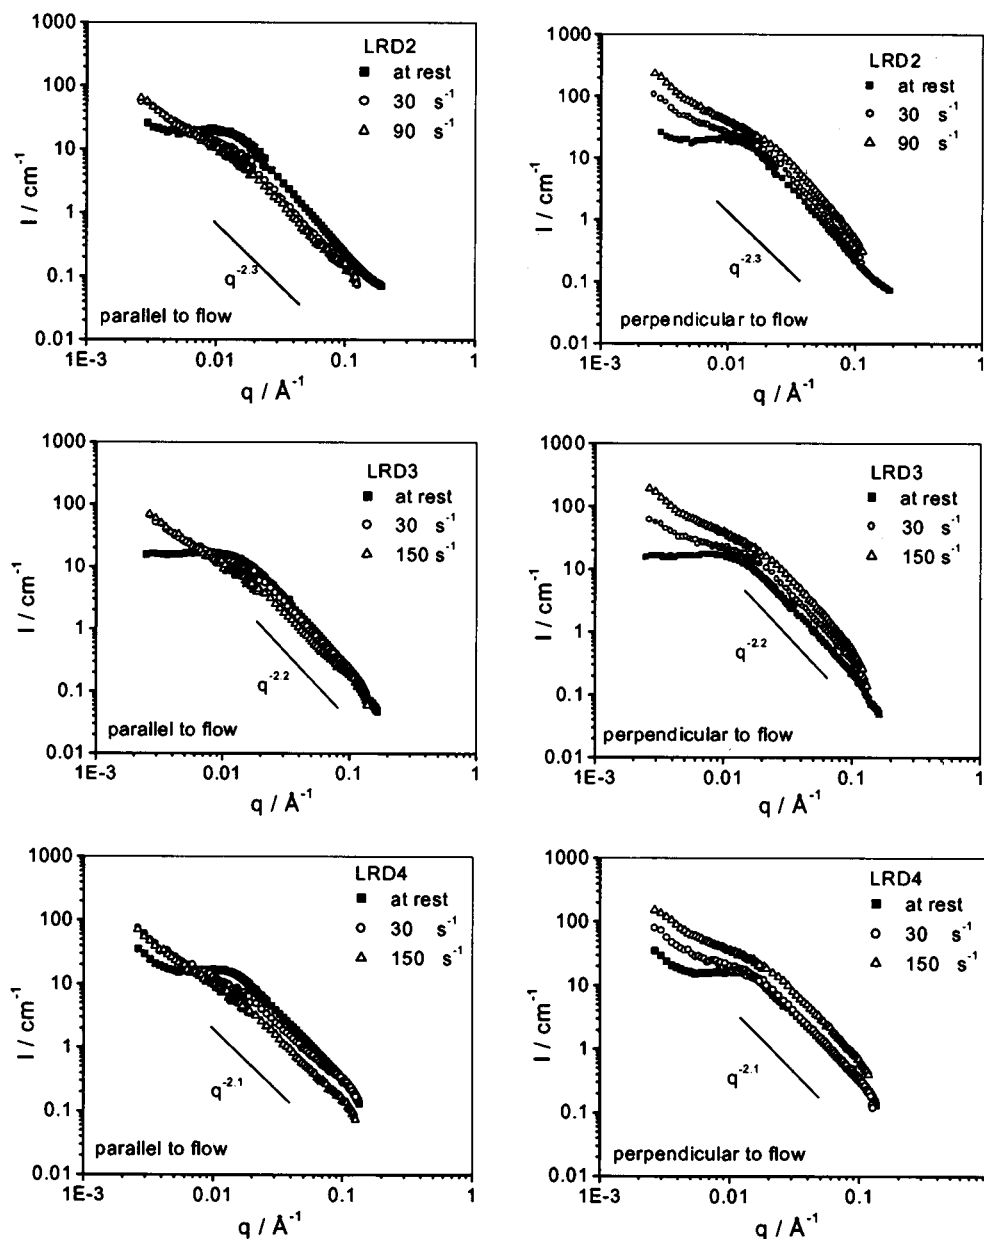 1000
100
10
1
0.1
0.01
I / cm⁻¹
LRD2
at rest
30 s⁻¹
90 s⁻¹
q⁻²·³
parallel to flow
1E-3 0.01 0.1 1
q / Å⁻¹
1000
100
10
1
0.1
0.01
I / cm⁻¹
LRD2
at rest
30 s⁻¹
90 s⁻¹
q⁻²·³
perpendicular to flow
1E-3 0.01 0.1 1
q / Å⁻¹
1000
100
10
1
0.1
0.01
I / cm⁻¹
LRD3
at rest
30 s⁻¹
150 s⁻¹
q⁻²·²
parallel to flow
1E-3 0.01 0.1 1
q / Å⁻¹
1000
100
10
1
0.1
0.01
I / cm⁻¹
LRD3
at rest
30 s⁻¹
150 s⁻¹
q⁻²·²
perpendicular to flow
1E-3 0.01 0.1 1
q / Å⁻¹
1000
100
10
1
0.1
0.01
I / cm⁻¹
LRD4
at rest
30 s⁻¹
150 s⁻¹
q⁻²·¹
parallel to flow
1E-3 0.01 0.1 1
q / Å⁻¹
1000
100
10
1
0.1
0.01
I / cm⁻¹
LRD4
at rest
30 s⁻¹
150 s⁻¹
q⁻²·¹
perpendicular to flow
1E-3 0.01 0.1
q / Å⁻¹